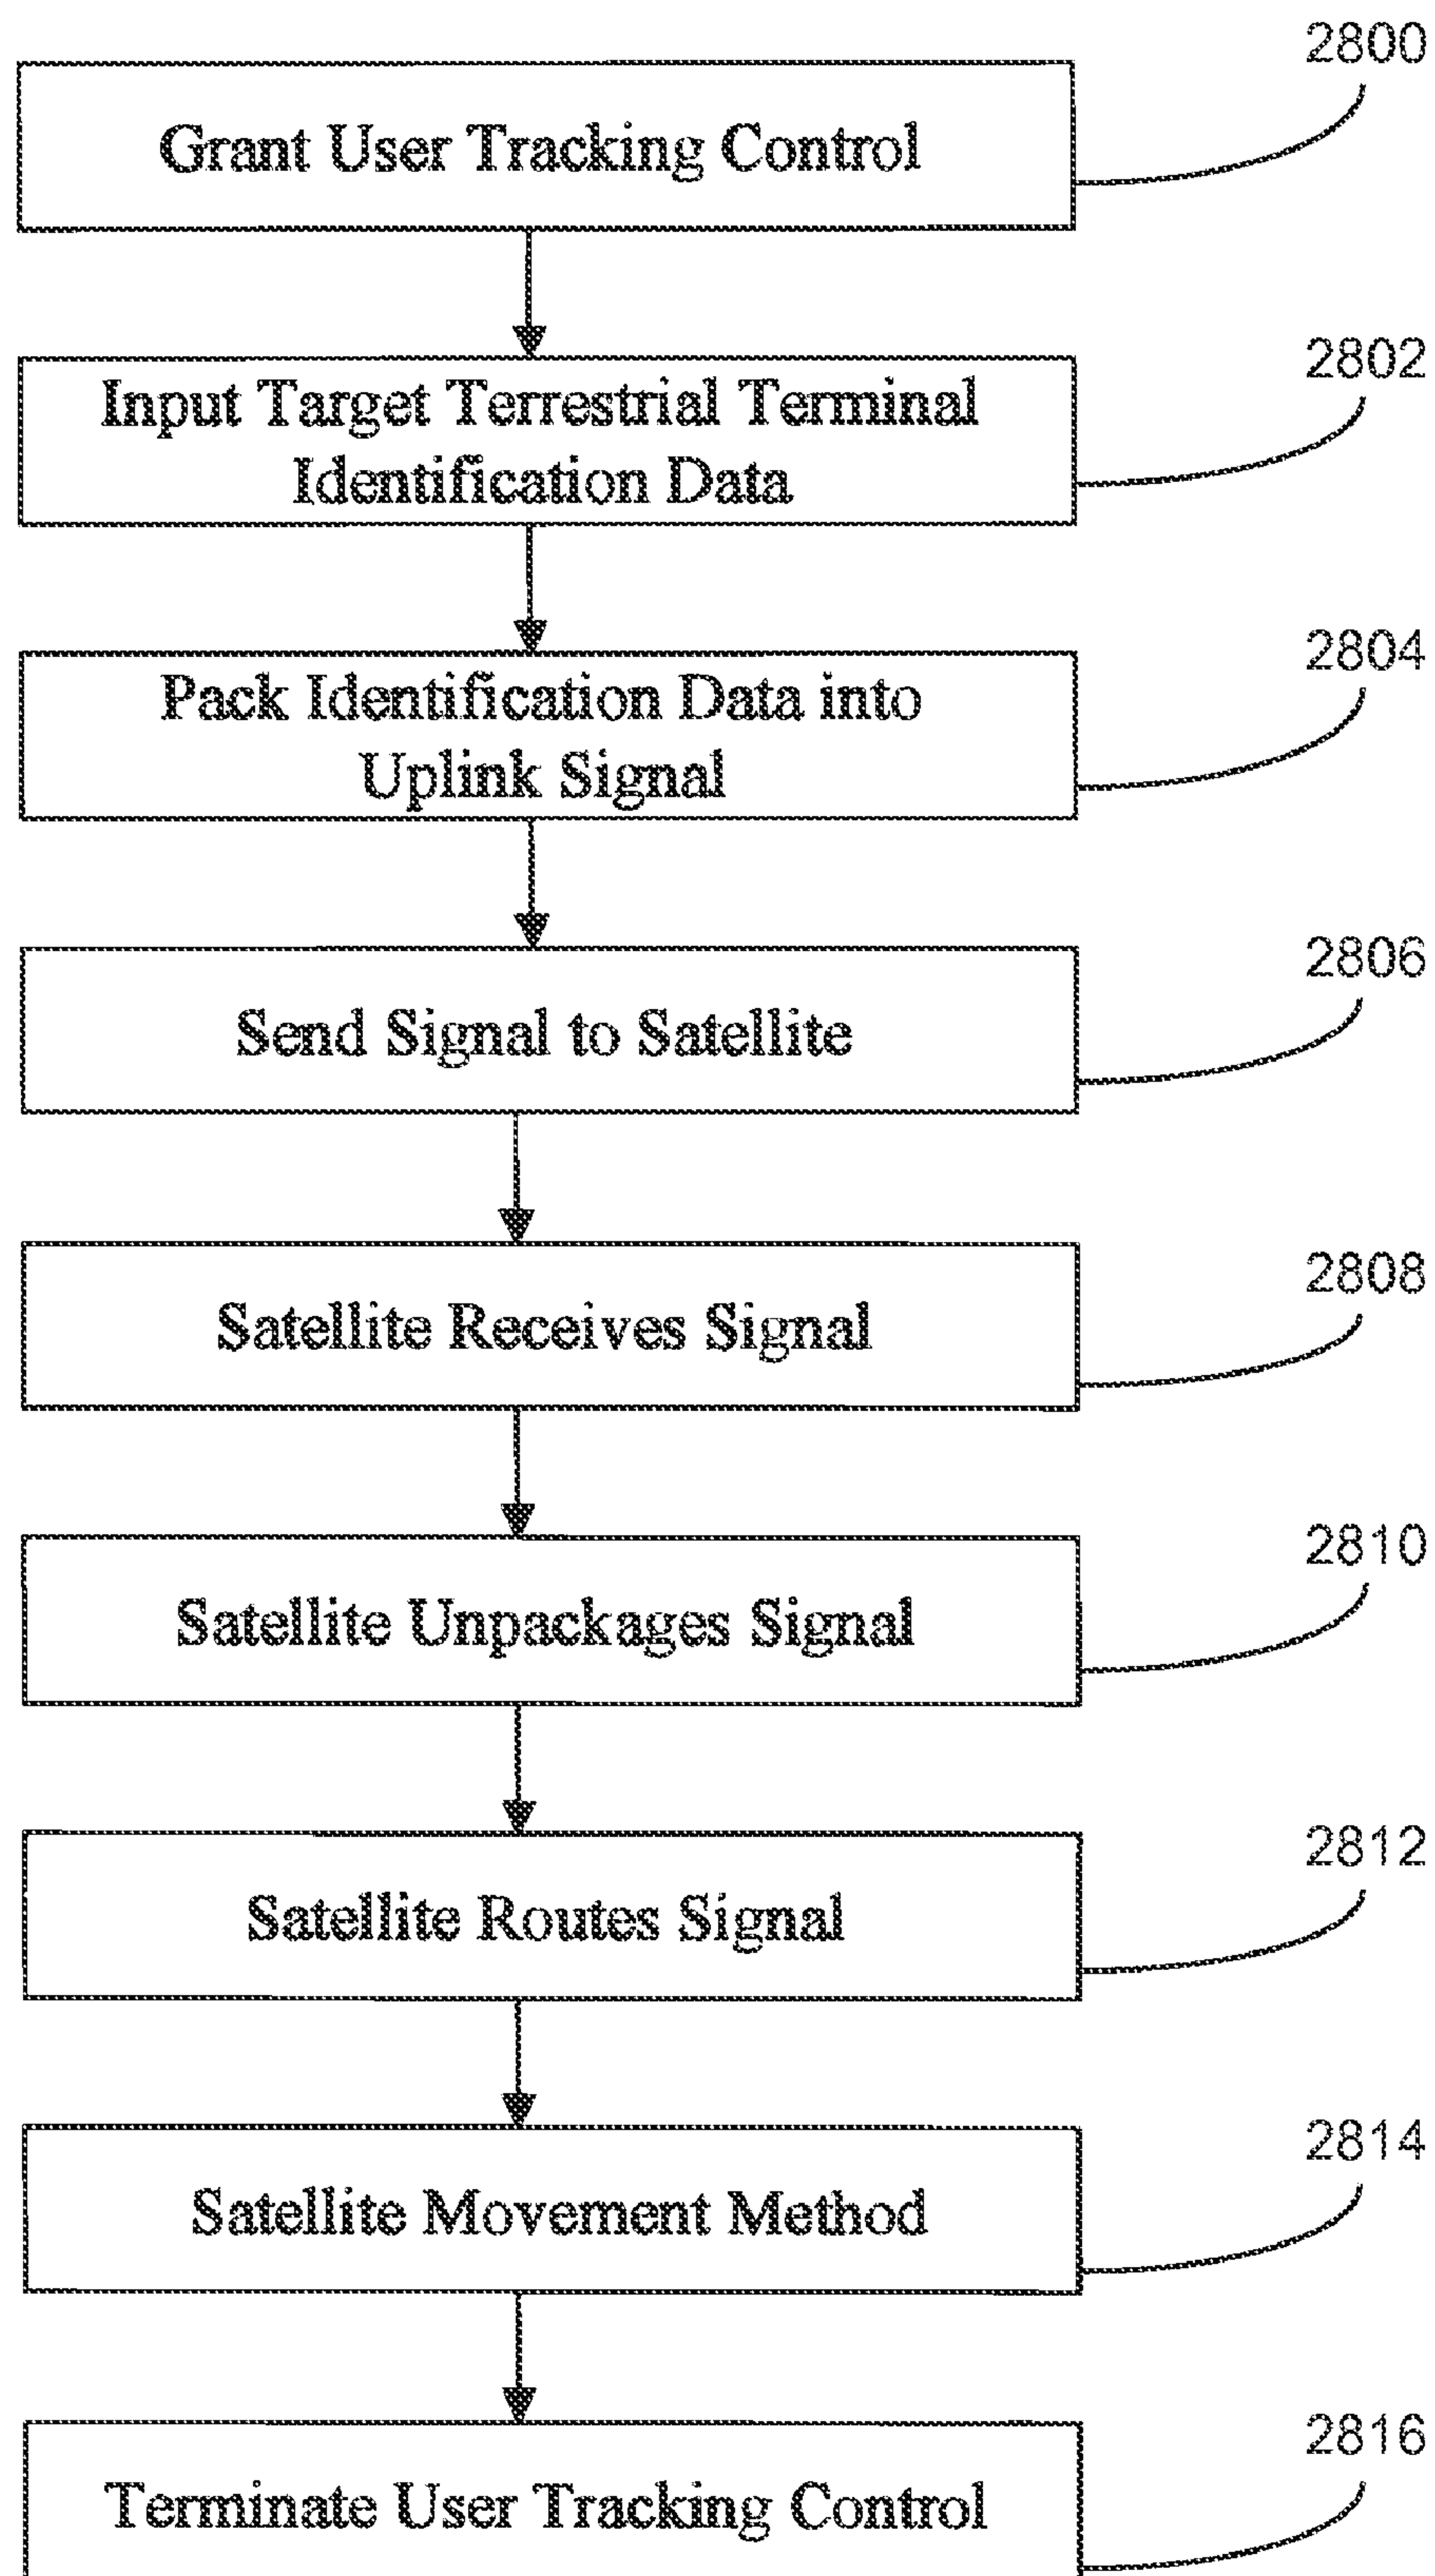 2800
Grant User Tracking Control
2802
Input Target Terrestrial Terminal
Identification Data
2804
Pack Identification Data into
Uplink Signal
2806
Send Signal to Satellite
2808
Satellite Receives Signal
2810
Satellite Unpackages Signal
2812
Satellite Routes Signal
2814
Satellite Movement Method
2816
Terminate User Tracking Control